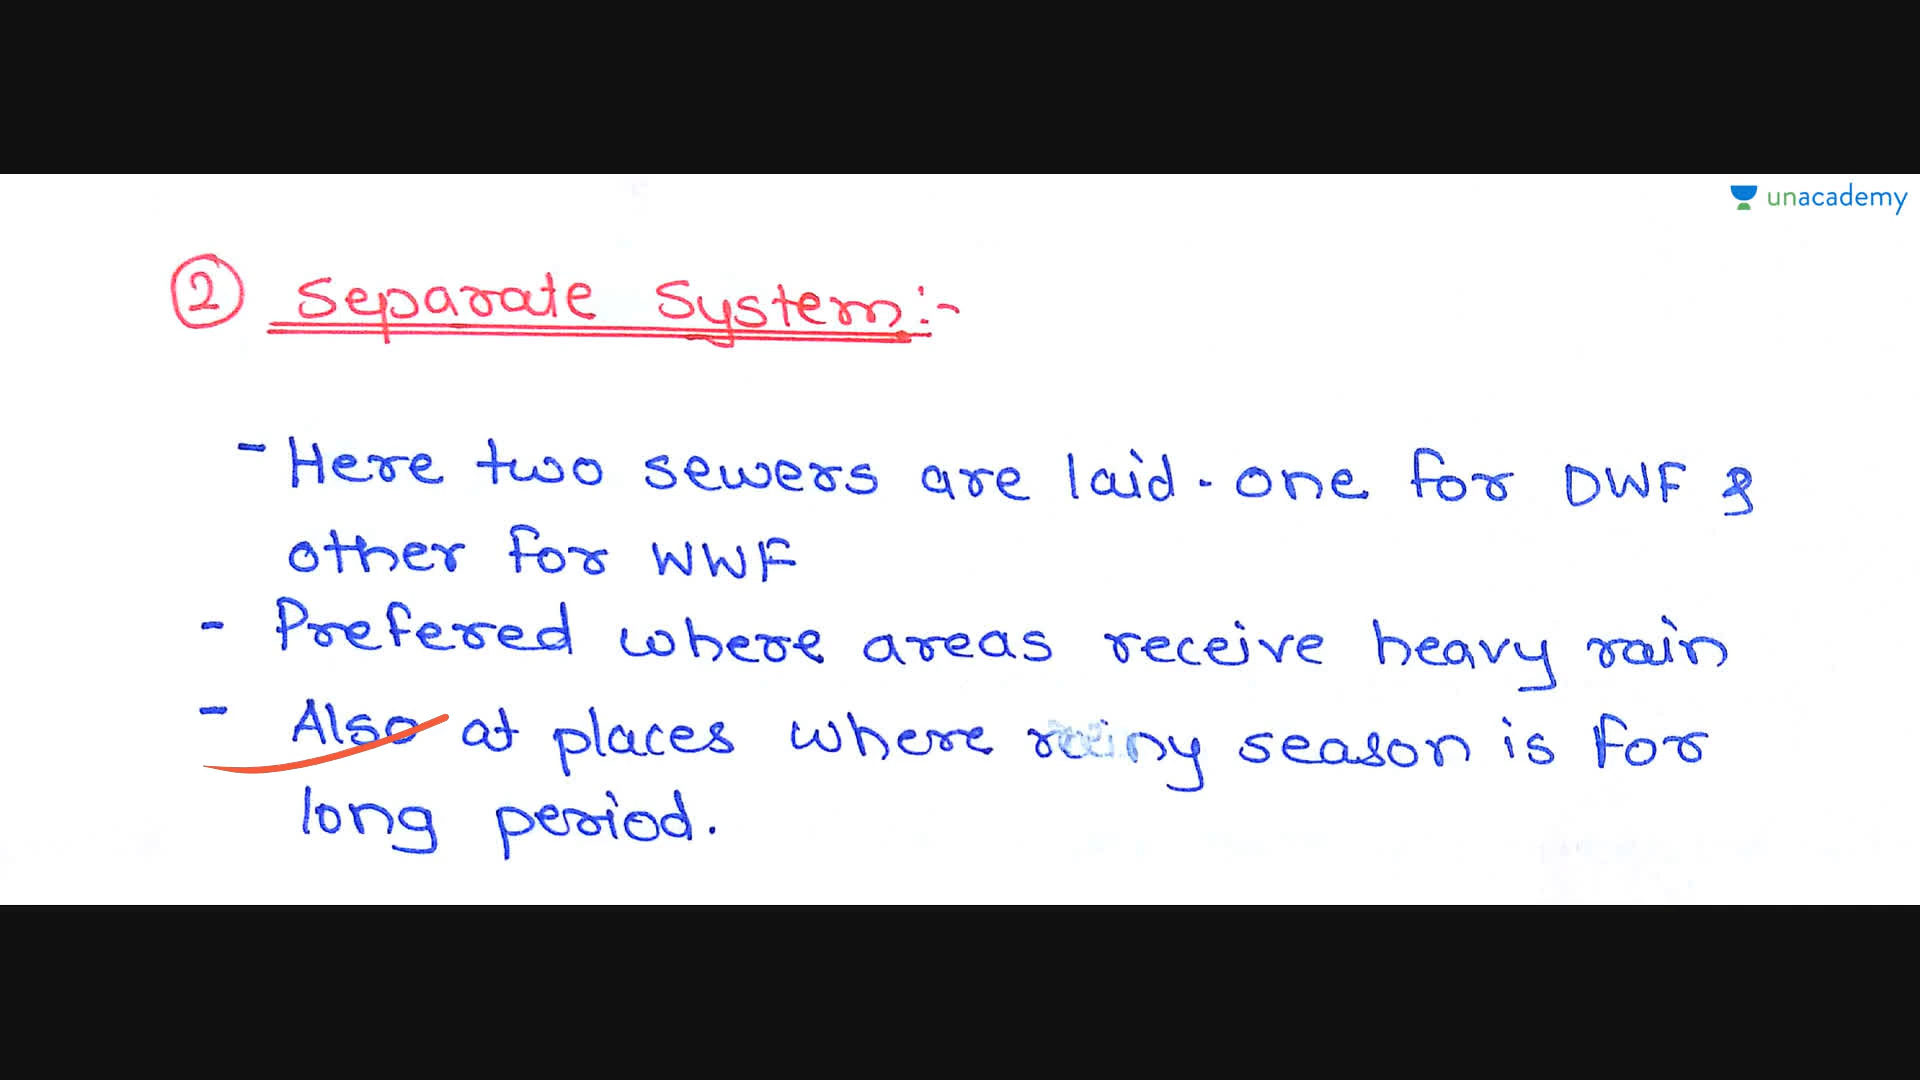 unacademy
② Separate System:-
- Here two sewers are laid. one for DWF &
other for WWF
- Prefered where areas receive heavy rain
- Also at places where rainy season is for
long period.